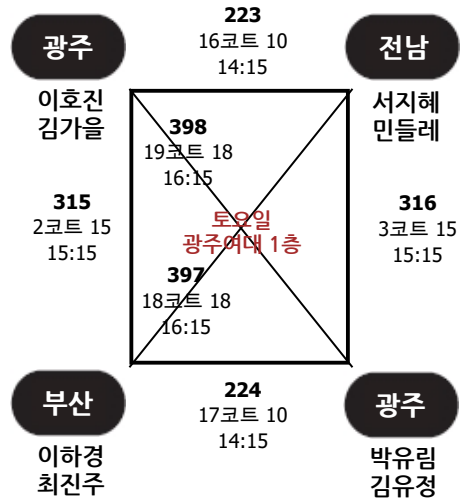 223
16코트 10
14:15
광주
전남
이호진
김가을
서지혜
민들레
398
19코트 18
16:15
315
2코트 15
15:15
316
3코트 15
15:15
토요일
광주여대 1층
397
18코트 18
16:15
부산
광주
224
17코트 10
14:15
이하경
최진주
박유림
김유정